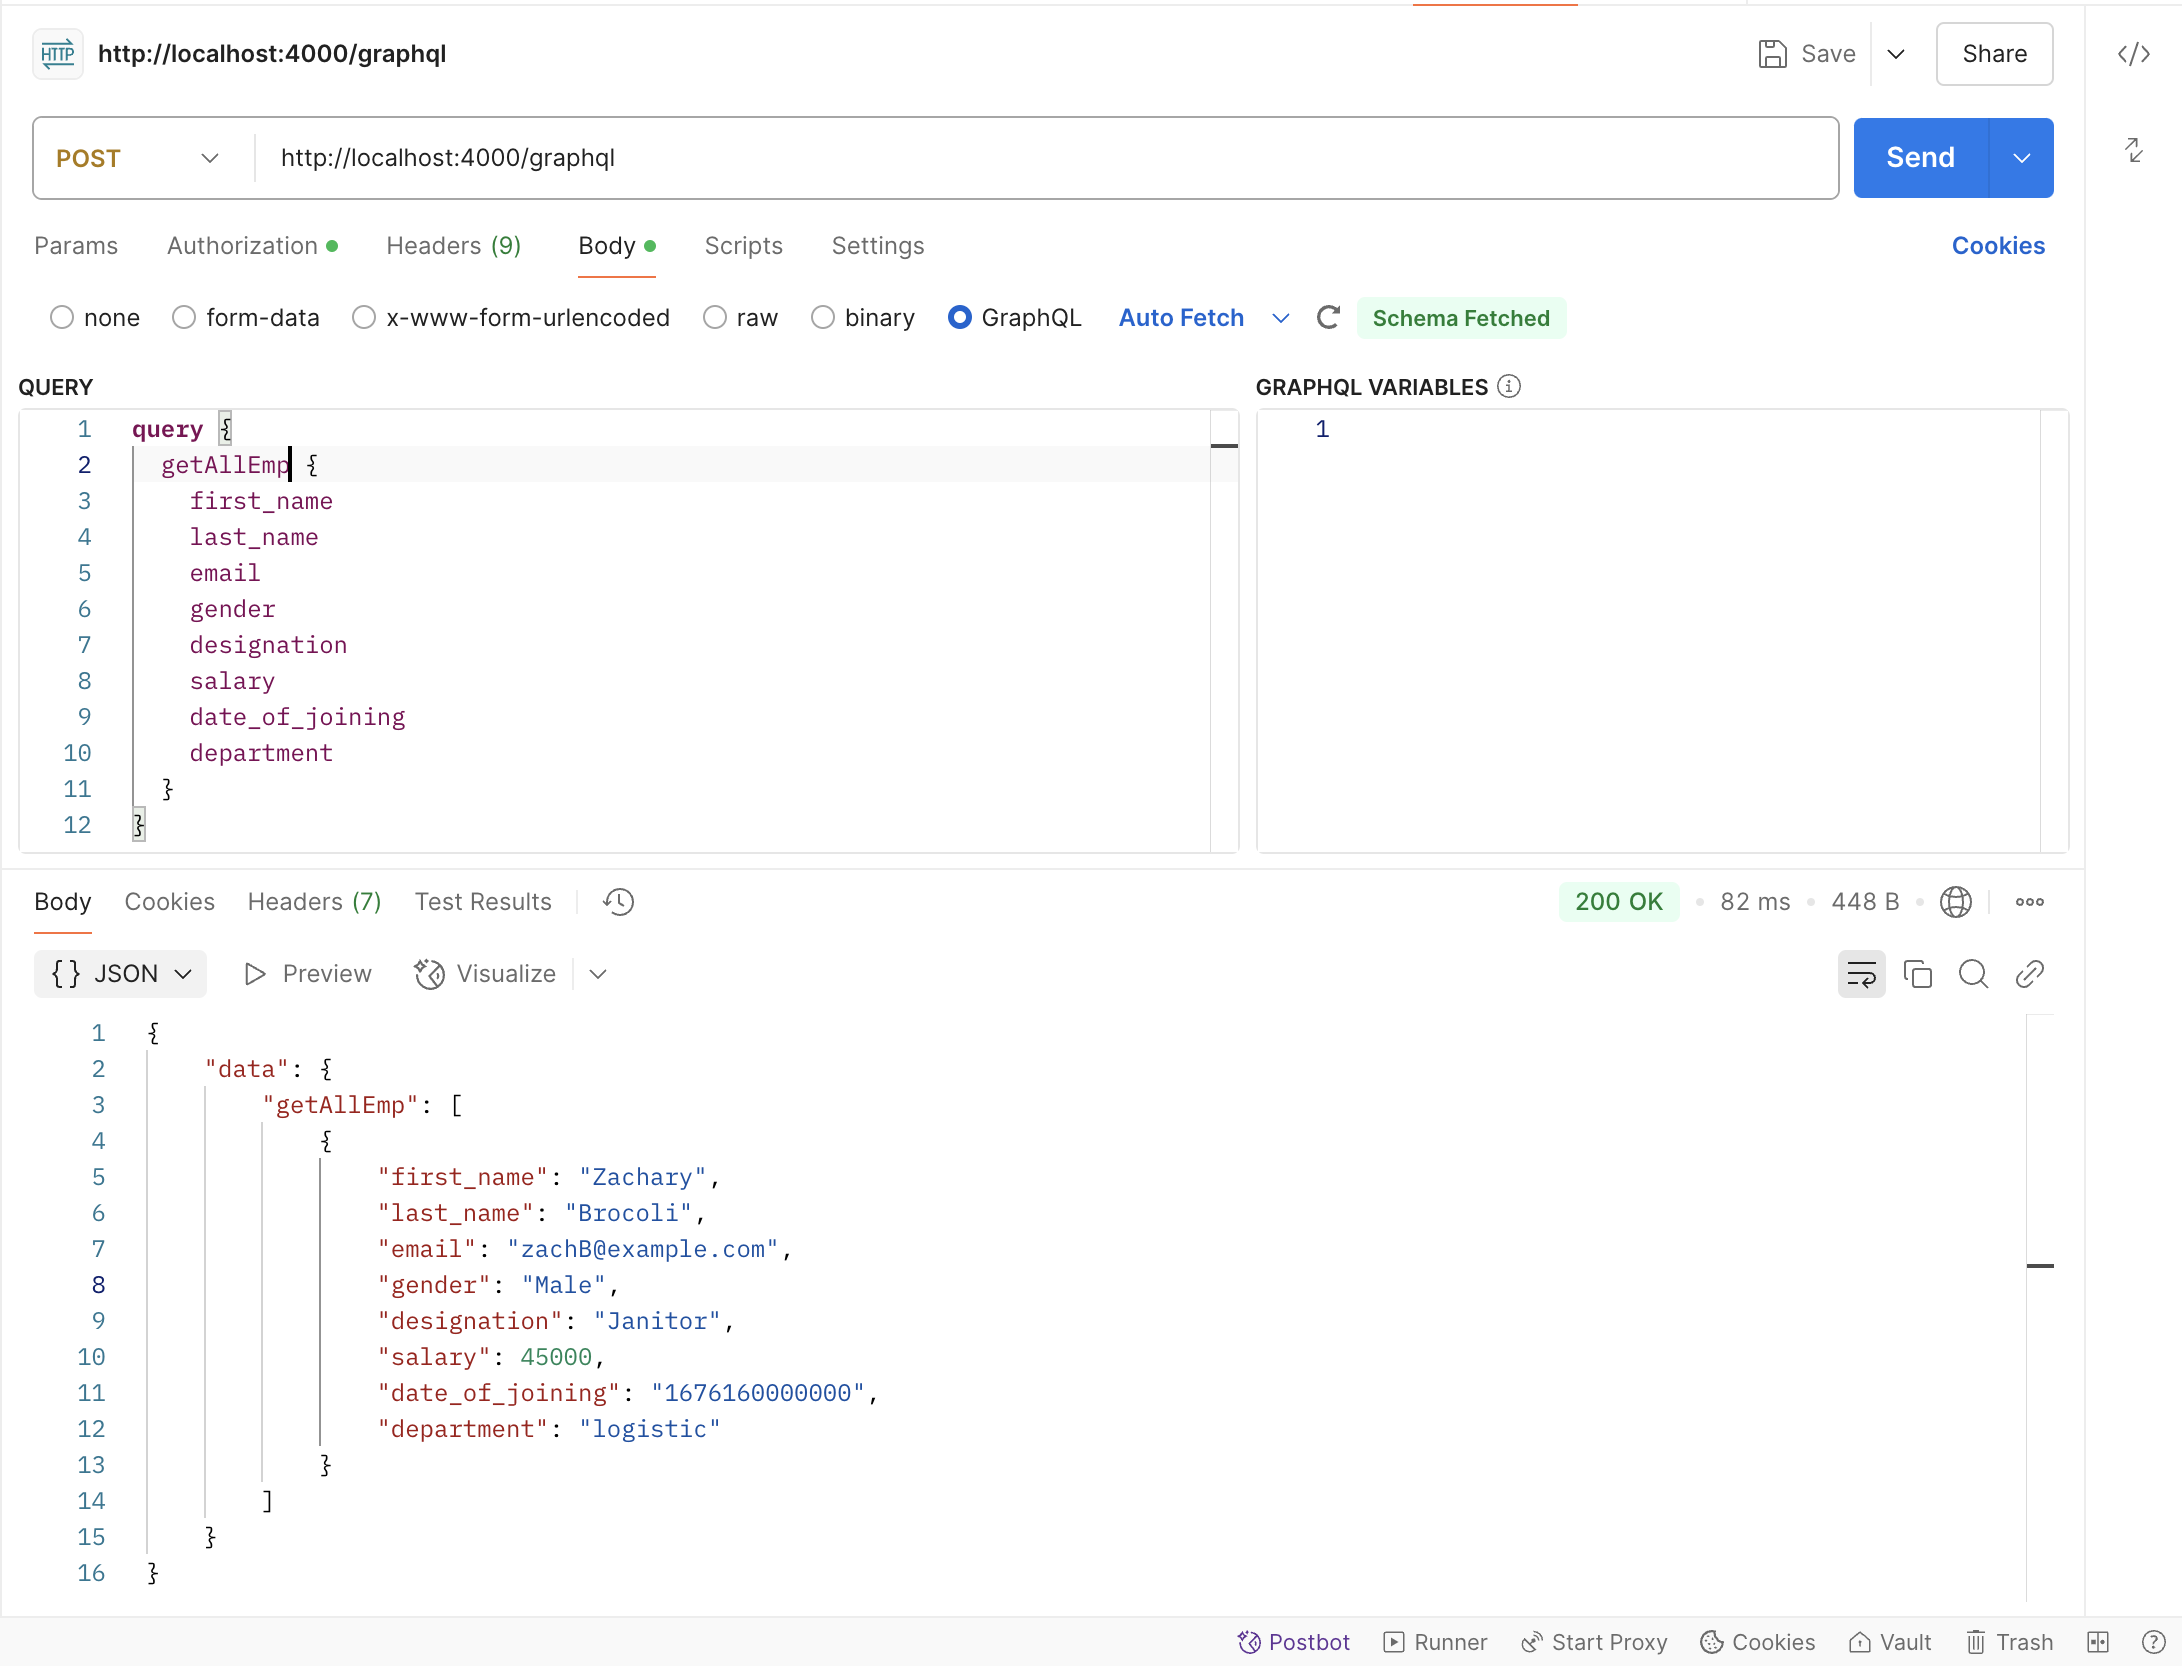 HTTP http://localhost:4000/graphql Save Share
POST http://localhost:4000/graphql Send
Params Authorization Headers (9) Body Scripts Settings Cookies
none form-data x-www-form-urlencoded raw binary GraphQL Auto Fetch Schema Fetched
QUERY
1 query {
2 getAllEmp {
3 first_name
4 last_name
5 email
6 gender
7 designation
8 salary
9 date_of_joining
10 department
11 }
12 }
GRAPHQL VARIABLES
1
Body Cookies Headers (7) Test Results 200 OK • 82 ms • 448 B
{} JSON Preview Visualize
1 {
2 "data": {
3 "getAllEmp": [
4 {
5 "first_name": "Zachary",
6 "last_name": "Brocoli",
7 "email": "zachB@example.com",
8 "gender": "Male",
9 "designation": "Janitor",
10 "salary": 45000,
11 "date_of_joining": "1676160000000",
12 "department": "logistic"
13 }
14 ]
15 }
16 }
Postbot Runner Start Proxy Cookies Vault Trash